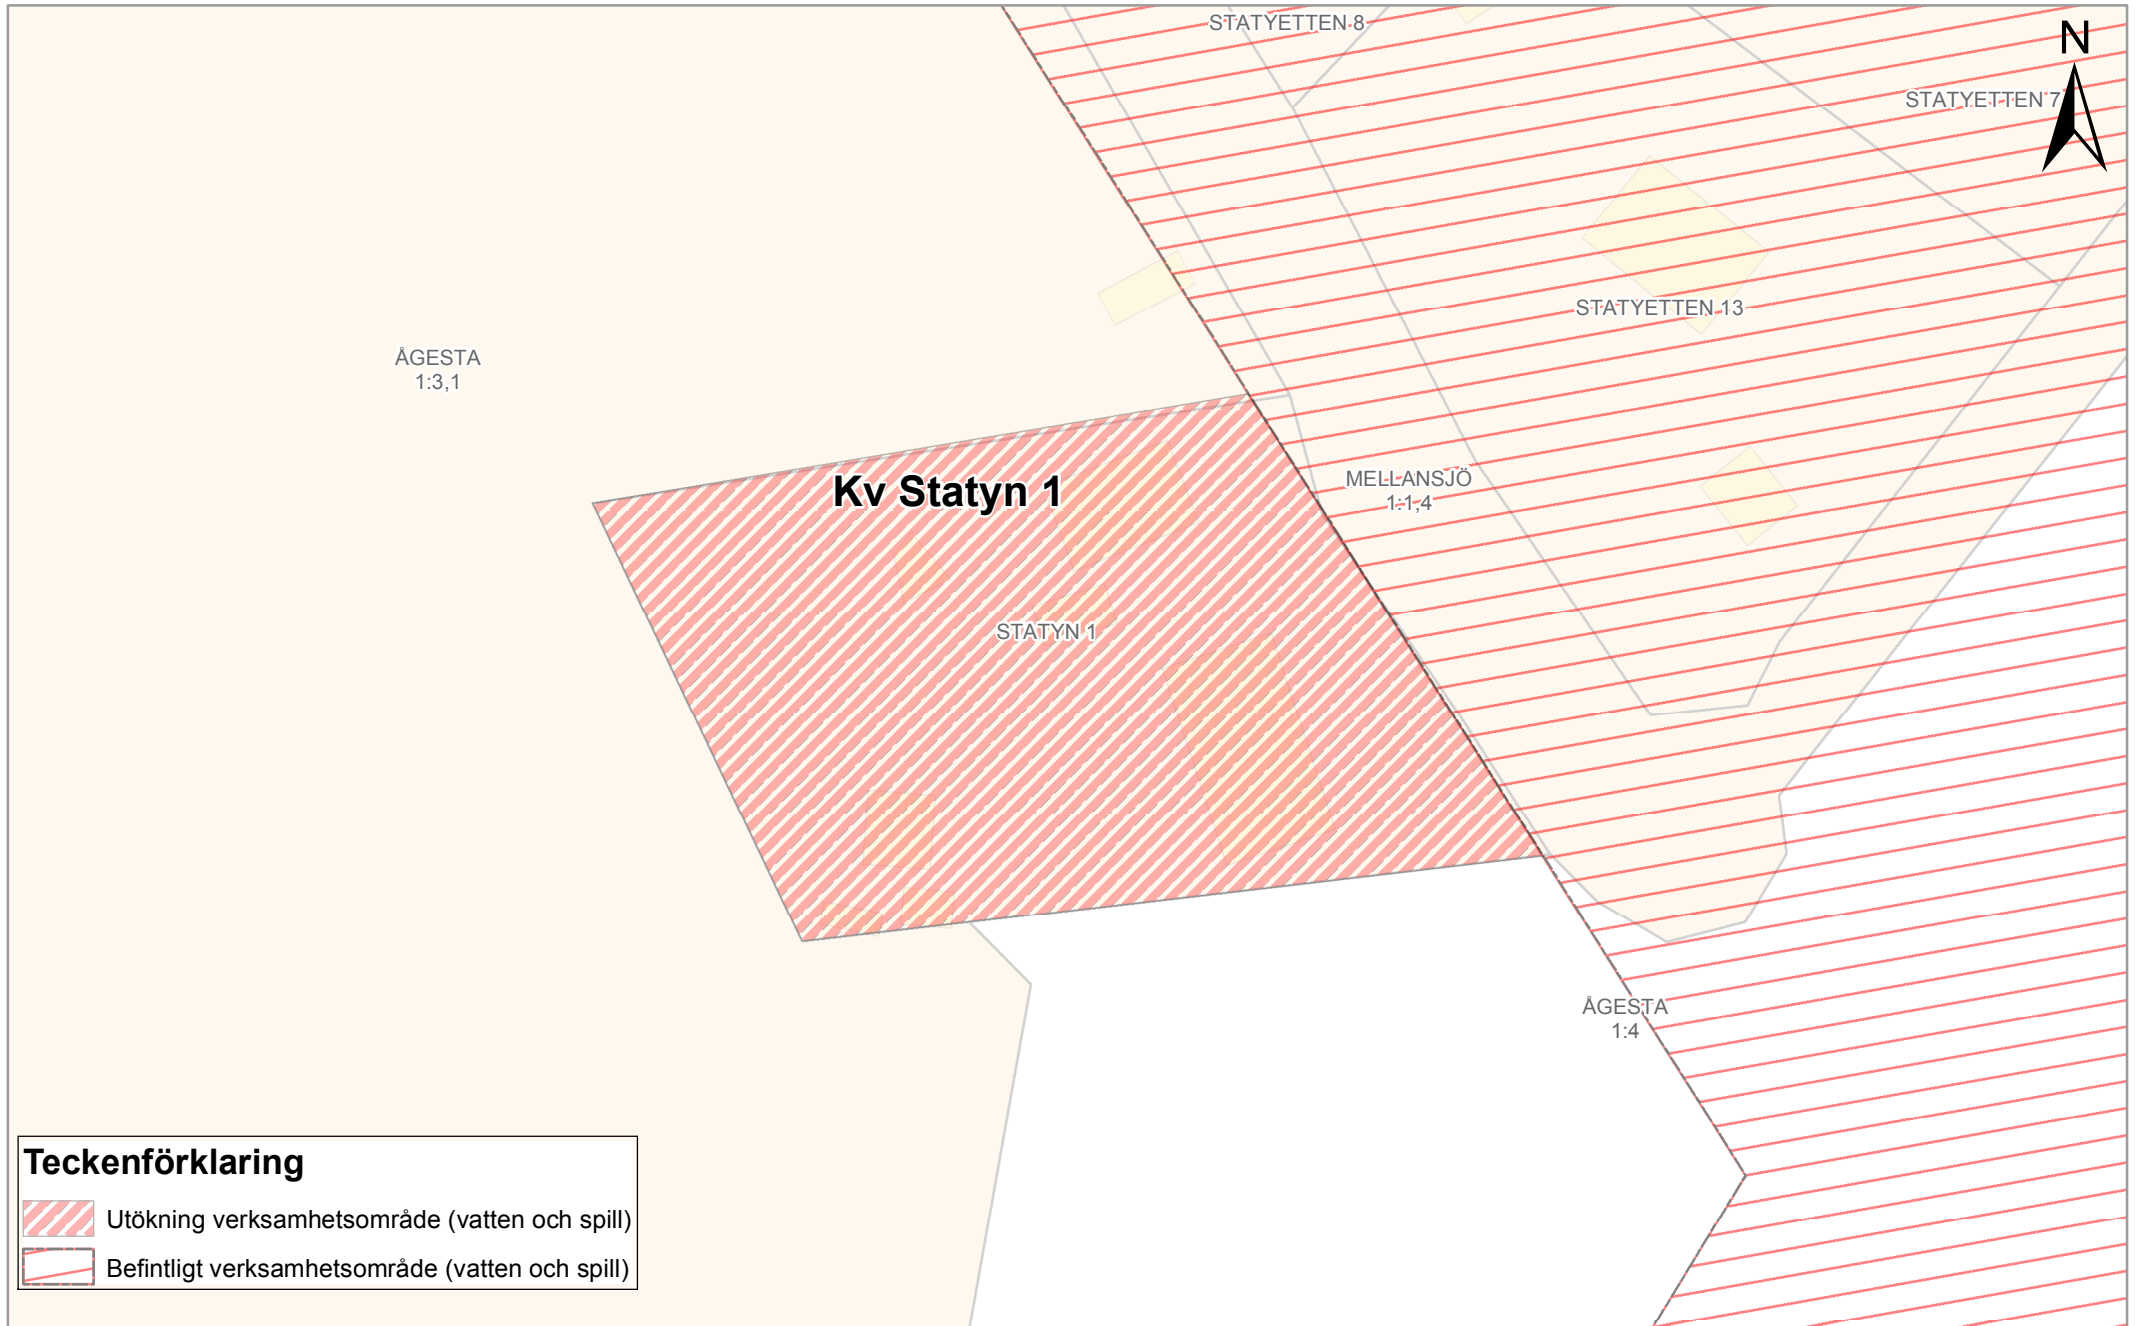 STATYETTEN 8
N
STATYETTEN 7
STATYETTEN 13
ÅGESTA
1:3,1
Kv Statyn 1
MELLANSJÖ
1:1,4
STATYN 1
ÅGESTA
1:4
Teckenförklaring
Utökning verksamhetsområde (vatten och spill)
Befintligt verksamhetsområde (vatten och spill)